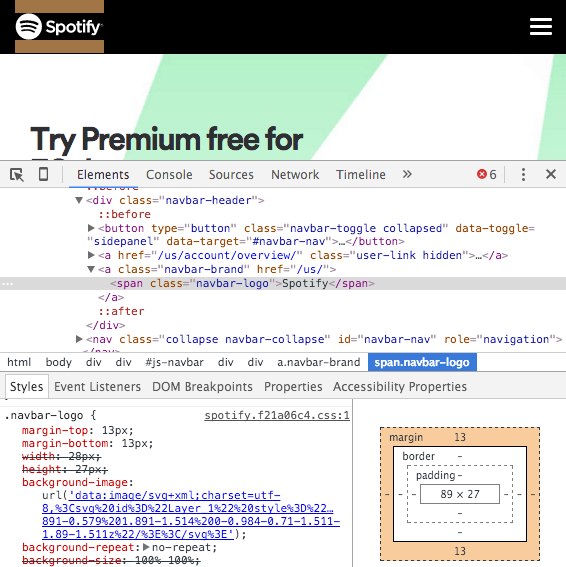 Spotify
Try Premium free for
Elements Console Sources Network Timeline » 6
::before
▼<div class="navbar-header">
::before
▶<button type="button" class="navbar-toggle collapsed" data-toggle=
"sidepanel" data-target="#navbar-nav">…</button>
▶<a href="/us/account/overview/" class="user-link hidden">…</a>
▼<a class="navbar-brand" href="/us/">
… <span class="navbar-logo">Spotify</span>
</a>
::after
</div>
▶<nav class="collapse navbar-collapse" id="navbar-nav" role="navigation">…
html body div div #js-navbar div div a.navbar-brand span.navbar-logo
Styles Event Listeners DOM Breakpoints Properties Accessibility Properties
.navbar-logo { spotify.f21a06c4.css:1
margin-top: 13px;
margin-bottom: 13px;
width: 28px;
height: 27px;
background-image:
url('data:image/svg+xml;charset=utf-
8,%3Csvg%20id%3D%22Layer_1%22%20style%3D%22…
891-0.579%201.891-1.514%200-0.984-0.71-1.511-
1.89-1.511z%22/%3E%3C/svg%3E');
background-repeat:▶no-repeat;
background-size: 100% 100%;
margin 13
border -
padding -
- - - 89 × 27 - - -
-
-
13